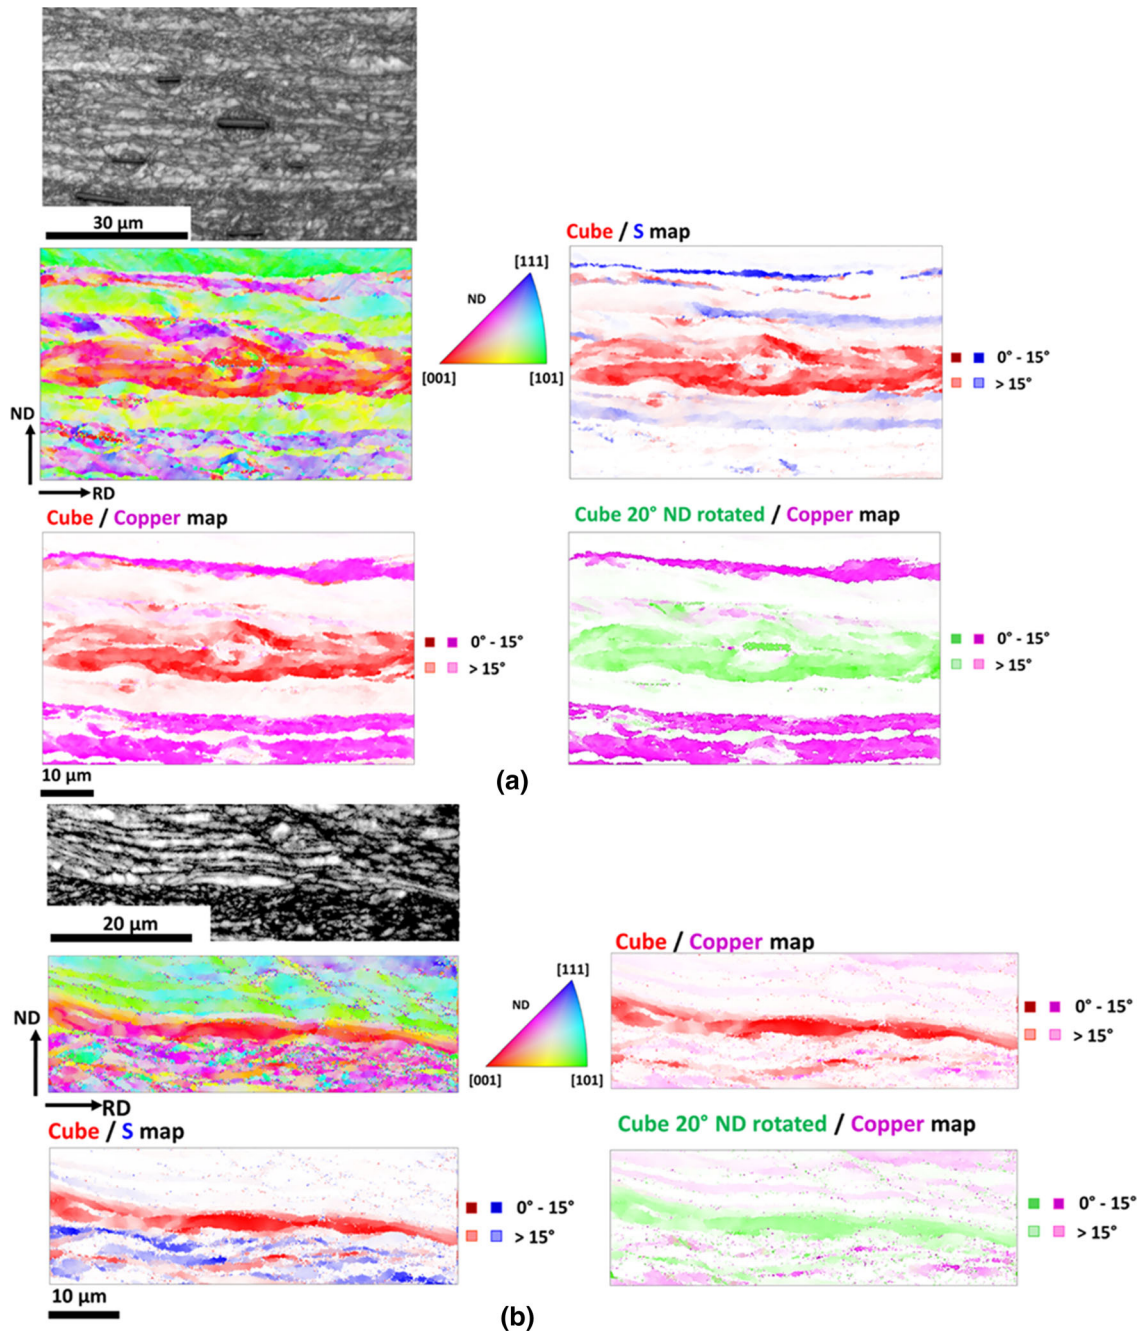 30 µm
Cube / S map
[111]
ND
[001]
[101]
0° - 15°
> 15°
ND
RD
Cube / Copper map
Cube 20° ND rotated / Copper map
0° - 15°
> 15°
0° - 15°
> 15°
10 µm
(a)
20 µm
Cube / Copper map
[111]
ND
[001]
[101]
0° - 15°
> 15°
ND
RD
Cube / S map
Cube 20° ND rotated / Copper map
0° - 15°
> 15°
0° - 15°
> 15°
10 µm
(b)